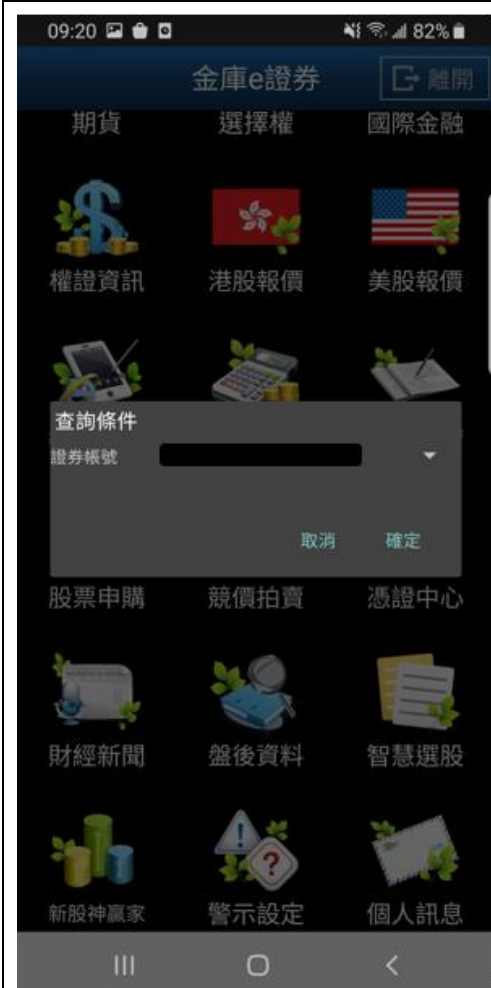 09:20 82%
金庫e證券 離開
期貨 選擇權 國際金融
權證資訊 港股報價 美股報價
查詢條件
證券帳號
取消 確定
股票申購 競價拍賣 憑證中心
財經新聞 盤後資料 智慧選股
新股神贏家 警示設定 個人訊息